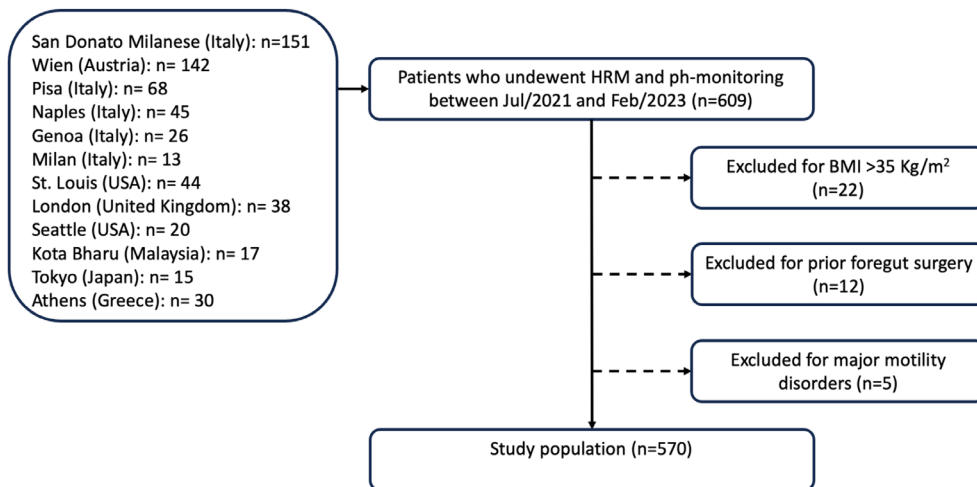 San Donato Milanese (Italy): n=151
Wien (Austria): n= 142
Pisa (Italy): n= 68
Naples (Italy): n= 45
Genoa (Italy): n= 26
Milan (Italy): n= 13
St. Louis (USA): n= 44
London (United Kingdom): n= 38
Seattle (USA): n= 20
Kota Bharu (Malaysia): n= 17
Tokyo (Japan): n= 15
Athens (Greece): n= 30
Patients who undewent HRM and ph-monitoring
between Jul/2021 and Feb/2023 (n=609)
Excluded for BMI >35 Kg/m²
(n=22)
Excluded for prior foregut surgery
(n=12)
Excluded for major motility
disorders (n=5)
Study population (n=570)